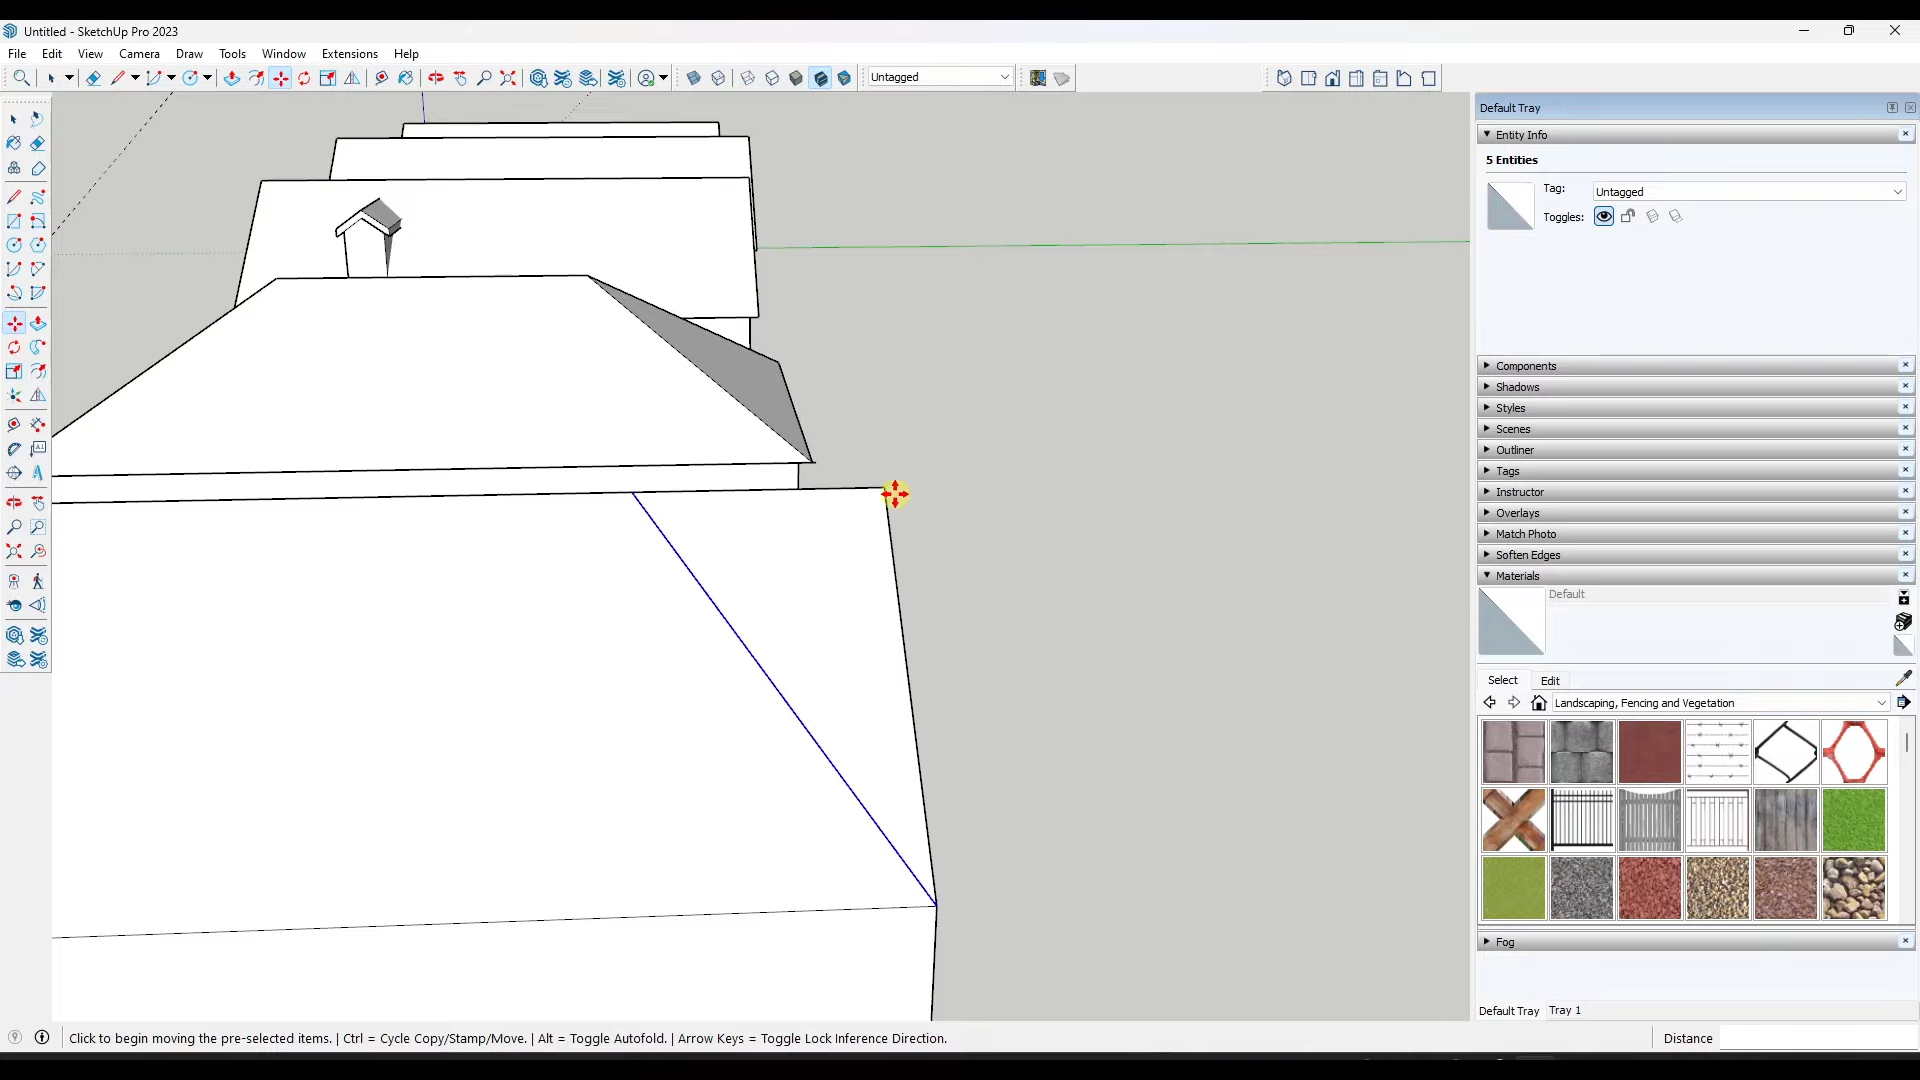 Untitled - SketchUp Pro 2023
File Edit View Camera Draw Tools Window Extensions Help
Untagged
Default Tray
Entity Info
5 Entities
Tag: Untagged
Toggles:
Components
Shadows
Styles
Scenes
Outliner
Tags
Instructor
Overlays
Match Photo
Soften Edges
Materials
Default
Select Edit
Landscaping, Fencing and Vegetation
Fog
Default Tray Tray 1
Click to begin moving the pre-selected items. | Ctrl = Cycle Copy/Stamp/Move. | Alt = Toggle Autofold. | Arrow Keys = Toggle Lock Inference Direction.
Distance